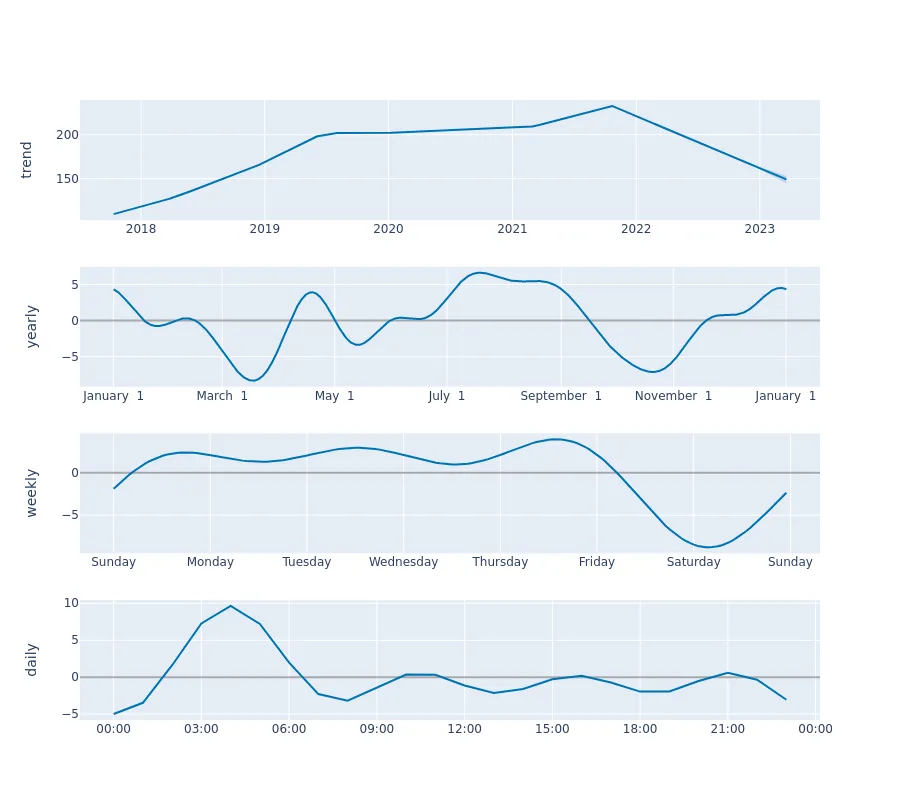 trend
200
150
2018 2019 2020 2021 2022 2023
yearly
5
0
−5
January 1 March 1 May 1 July 1 September 1 November 1 January 1
weekly
0
−5
Sunday Monday Tuesday Wednesday Thursday Friday Saturday Sunday
daily
10
5
0
−5
00:00 03:00 06:00 09:00 12:00 15:00 18:00 21:00 00:00